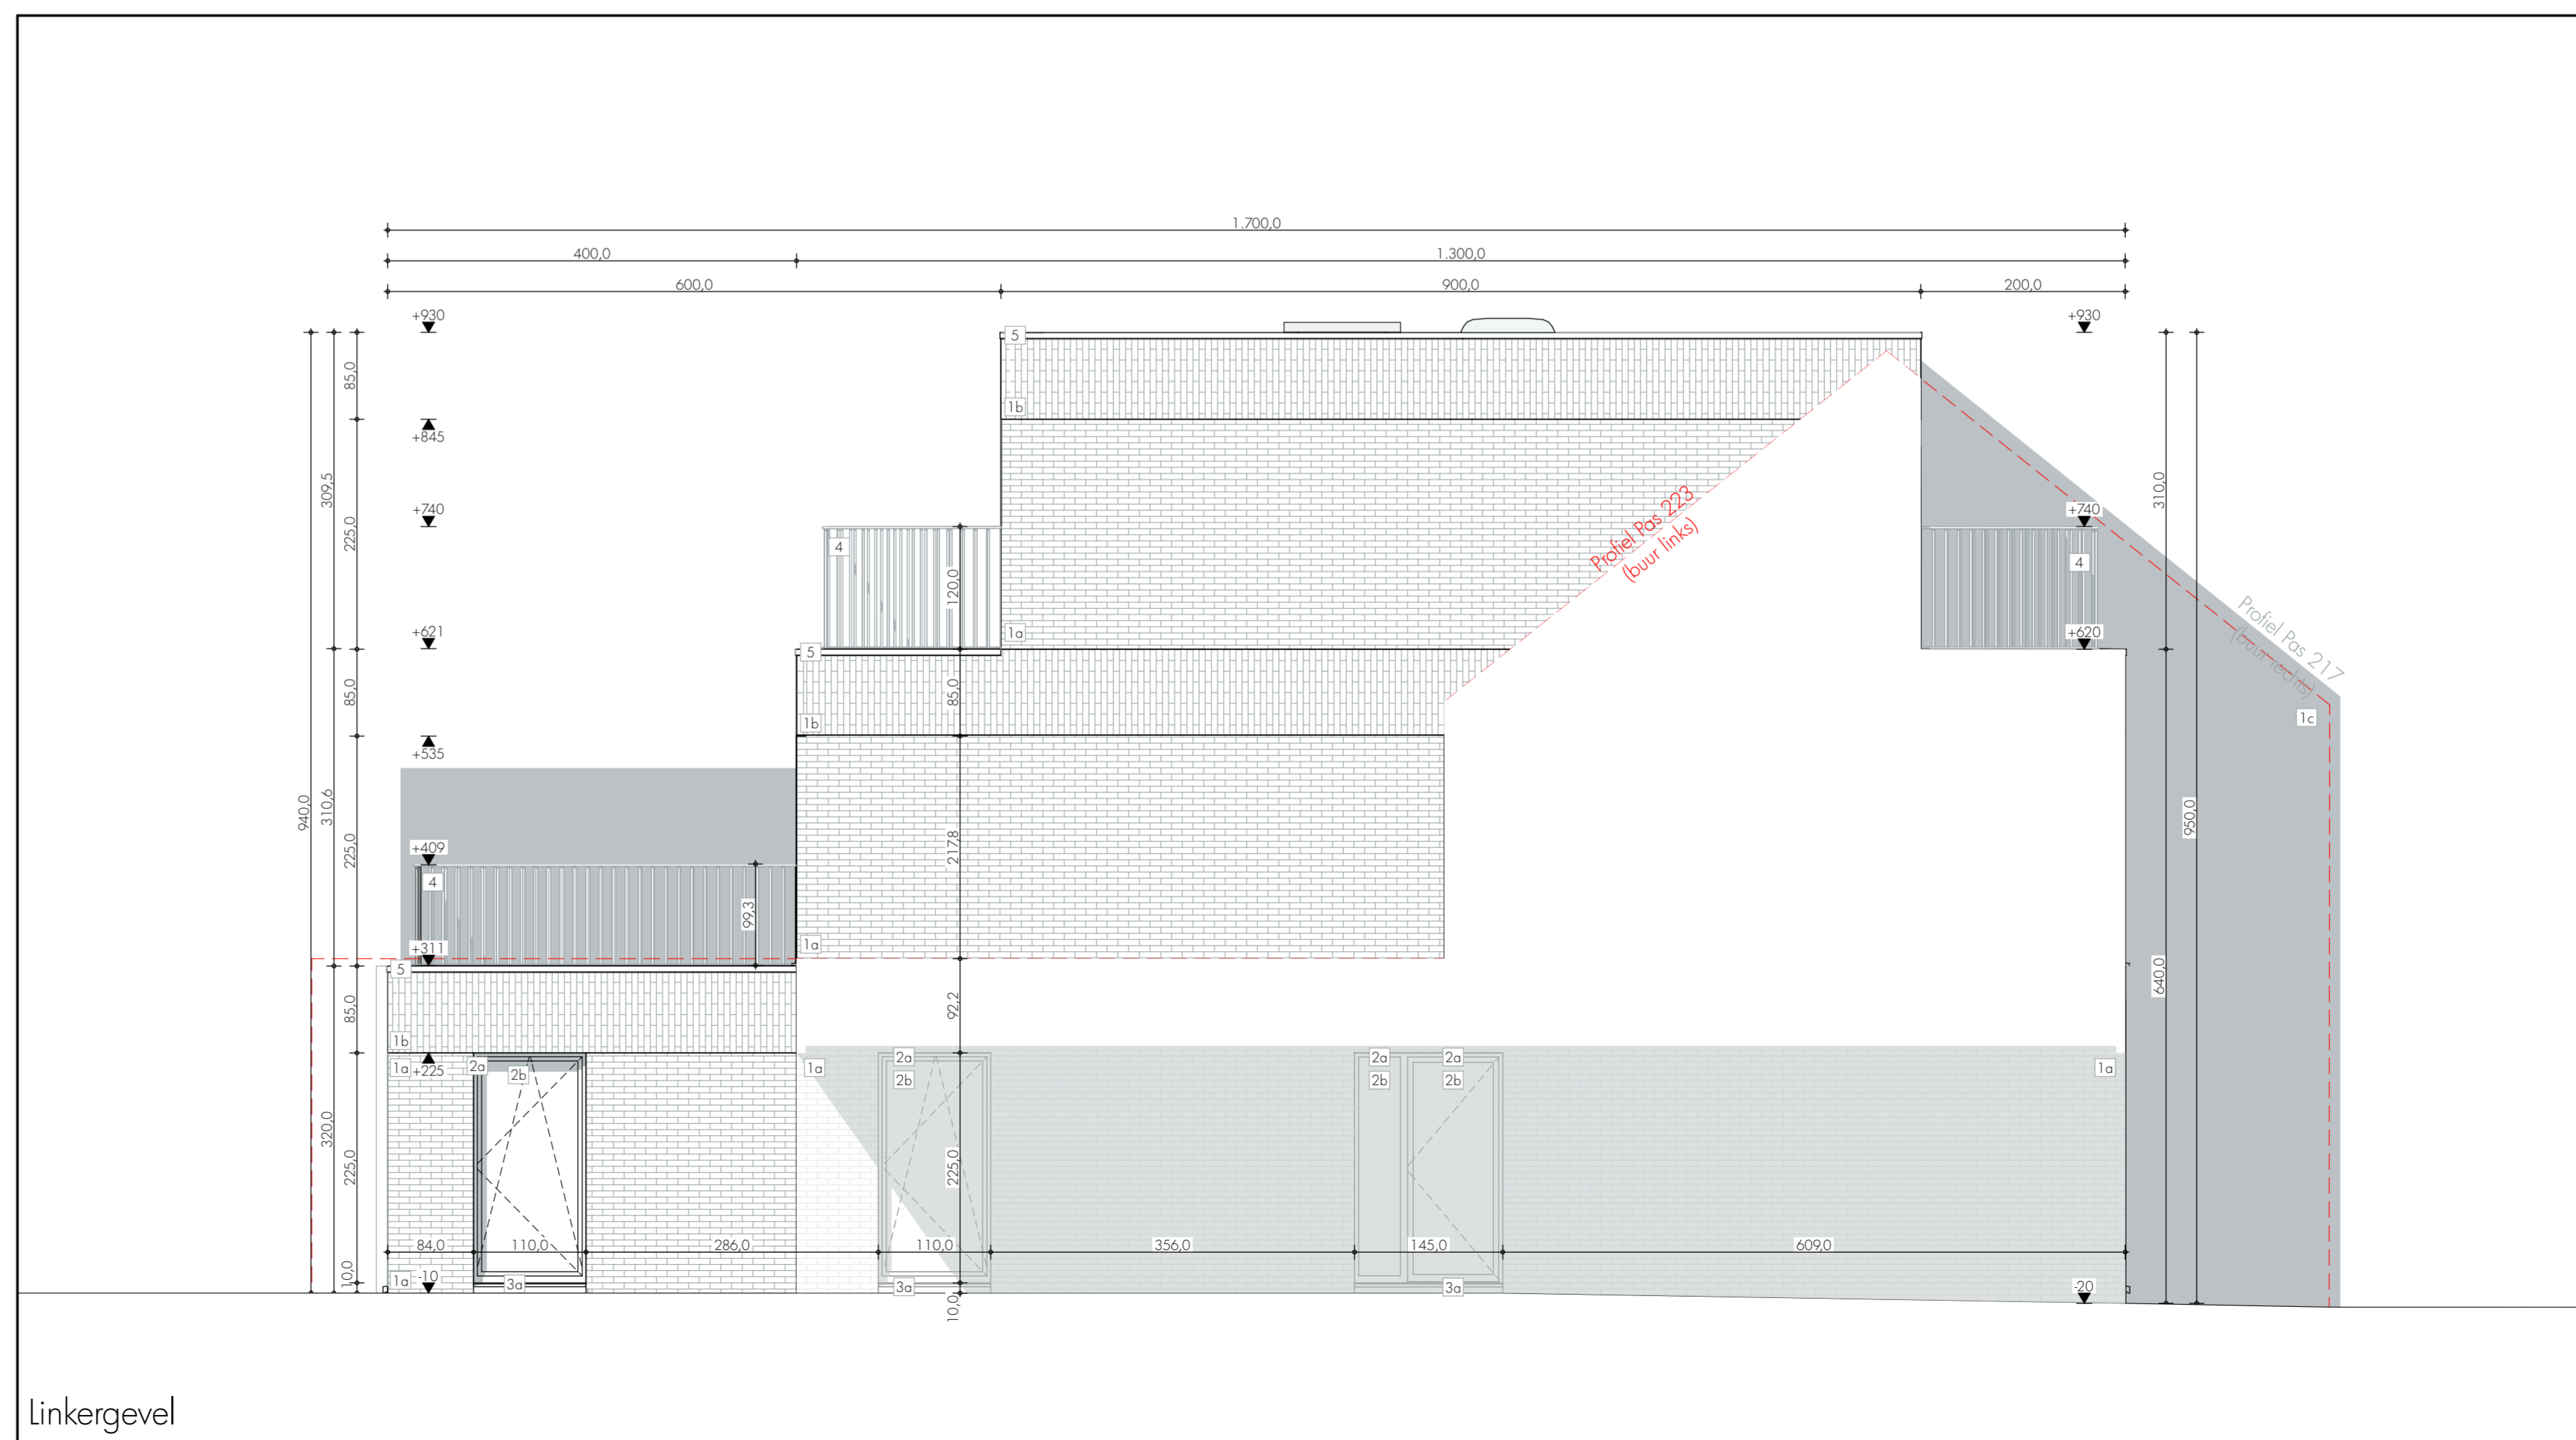 1.700,0
400,0 1.300,0
600,0 900,0 200,0
+930 +930
5
85,0
1b
+845
309,5 310,0
Profiel Pas 223
(buur links)
+740 +740
225,0
4 4
120,0
Profiel Pas 217
(buur rechts)
+621 1a +620
5
85,0 85,0
1b 1c
+535
940,0 310,6 950,0
225,0 217,8
+409
4
99,3
+311 1a
5 640,0
85,0 92,2
1b
1a +225 2a 2b 1a 2a 2a 2a 1a
2b 2b 2b
320,0
225,0 225,0
84,0 110,0 286,0 110,0 356,0 145,0 609,0
10,0 1a -10 3a 3a 3a -20
10,0
Linkergevel